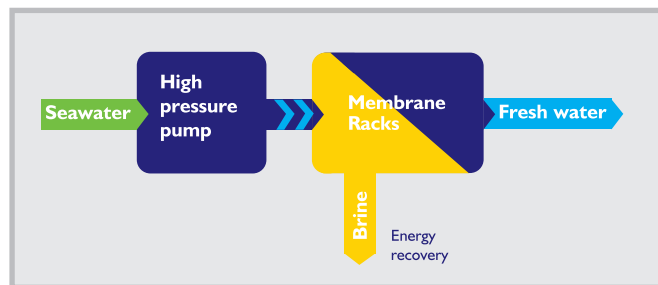 Seawater
High
pressure
pump
Membrane
Racks
Fresh water
Brine
Energy
recovery